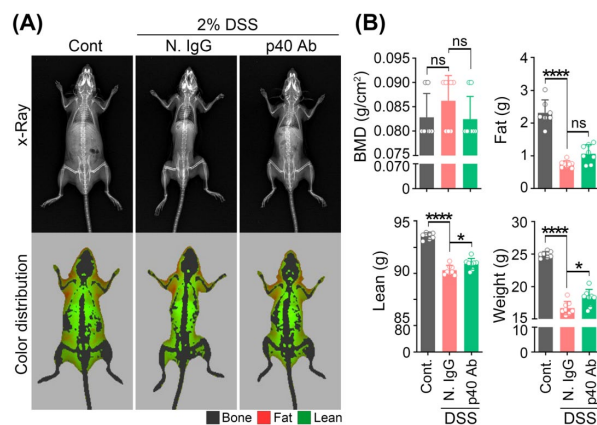 (A)
2% DSS
Cont
N. IgG
p40 Ab
x-Ray
Color distribution
Bone
Fat
Lean
(B)
BMD (g/cm²)
0.095
0.090
0.085
0.080
0.070
0
ns
ns
Fat (g)
4
3
2
1
0
****
ns
Lean (g)
95
90
85
80
0
****
*
Cont.
N. IgG
p40 Ab
DSS
Weight (g)
30
25
20
15
10
0
****
*
Cont.
N. IgG
p40 Ab
DSS